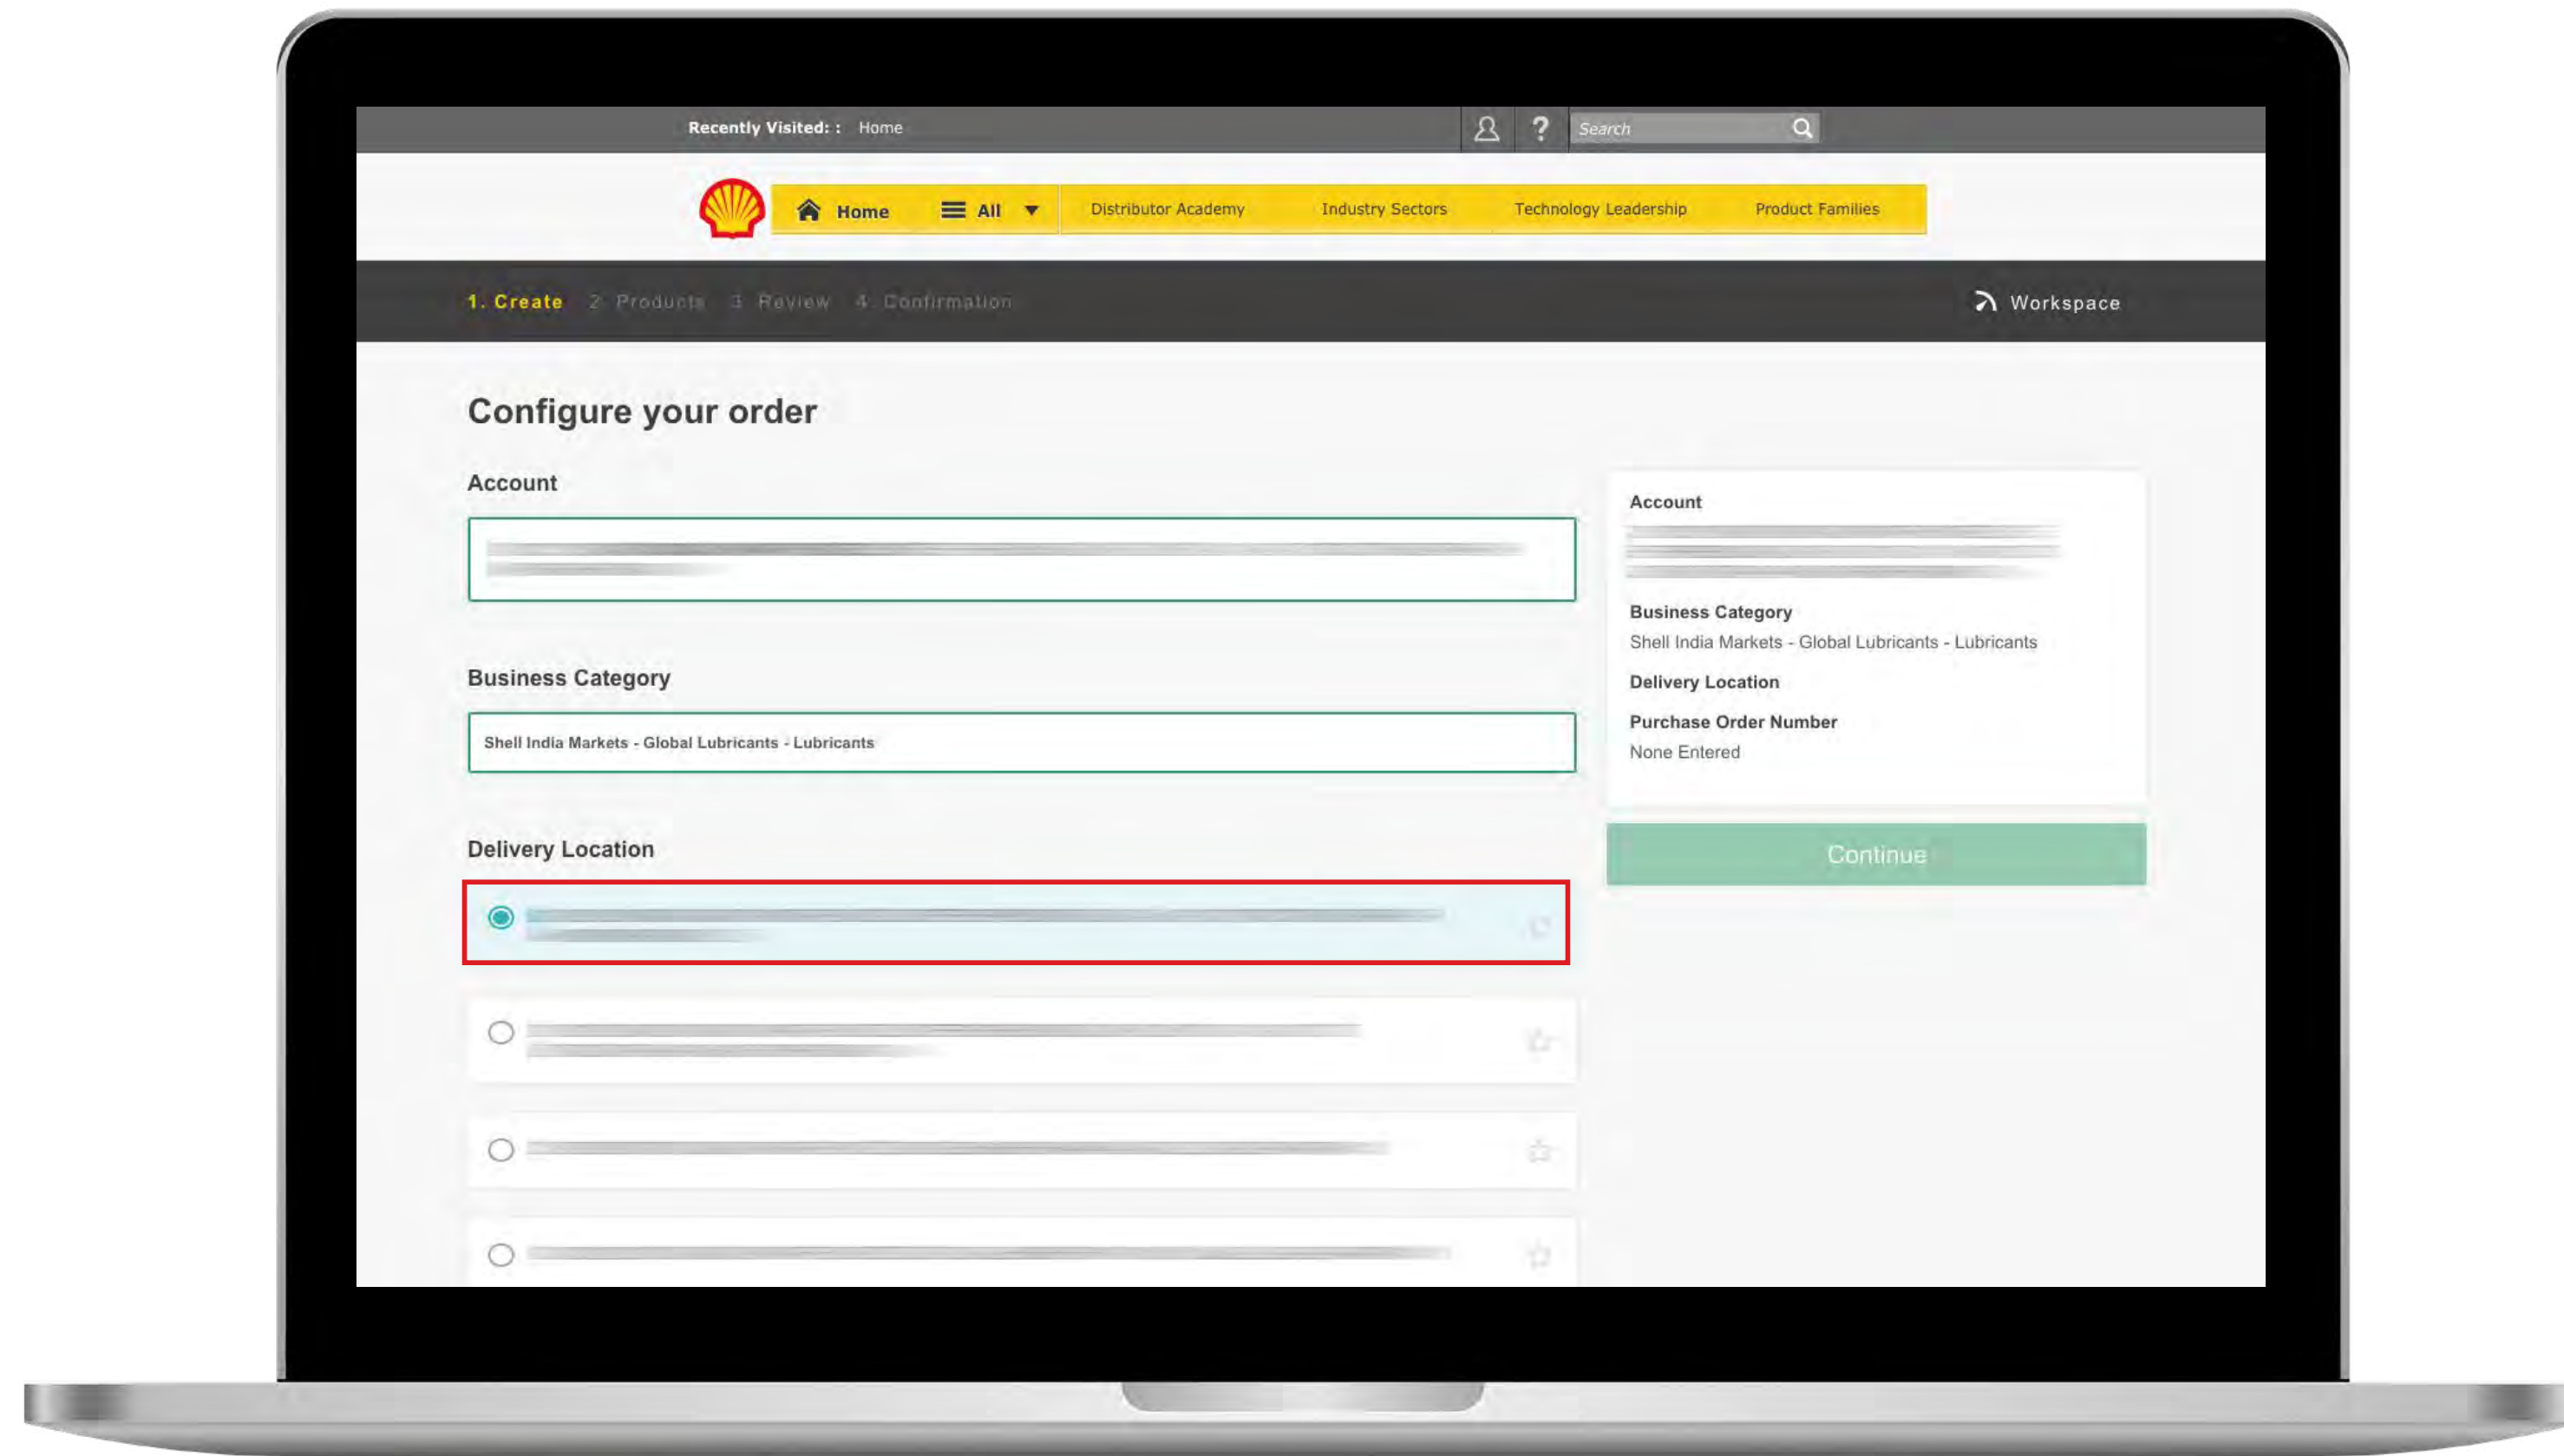 Recently Visited: : Home
Search
Home All Distributor Academy Industry Sectors Technology Leadership Product Families
1. Create 2 Products 3 Review 4 Confirmation
Workspace
Configure your order
Account
Business Category
Shell India Markets - Global Lubricants - Lubricants
Delivery Location
Account
Business Category
Shell India Markets - Global Lubricants - Lubricants
Delivery Location
Purchase Order Number
None Entered
Continue